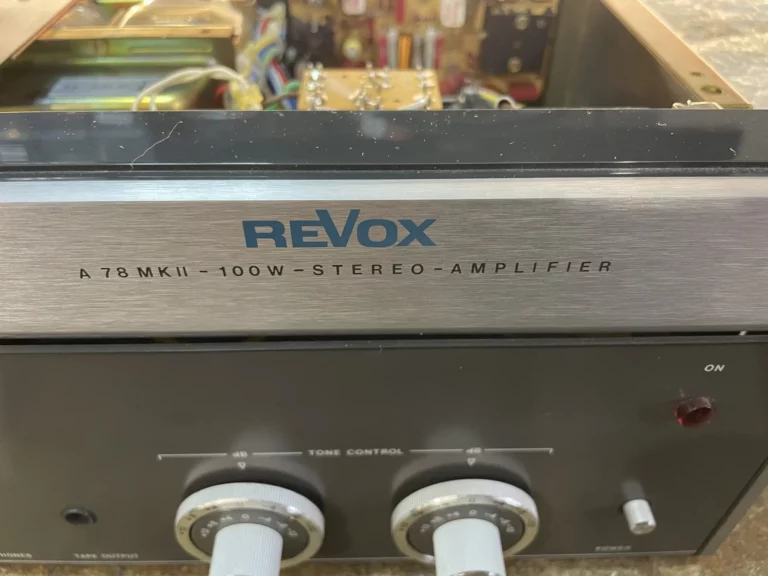 REVOX
A 78 MKII - 100W - STEREO - AMPLIFIER
ON
dB TONE CONTROL dB
TAPE OUTPUT
POWER